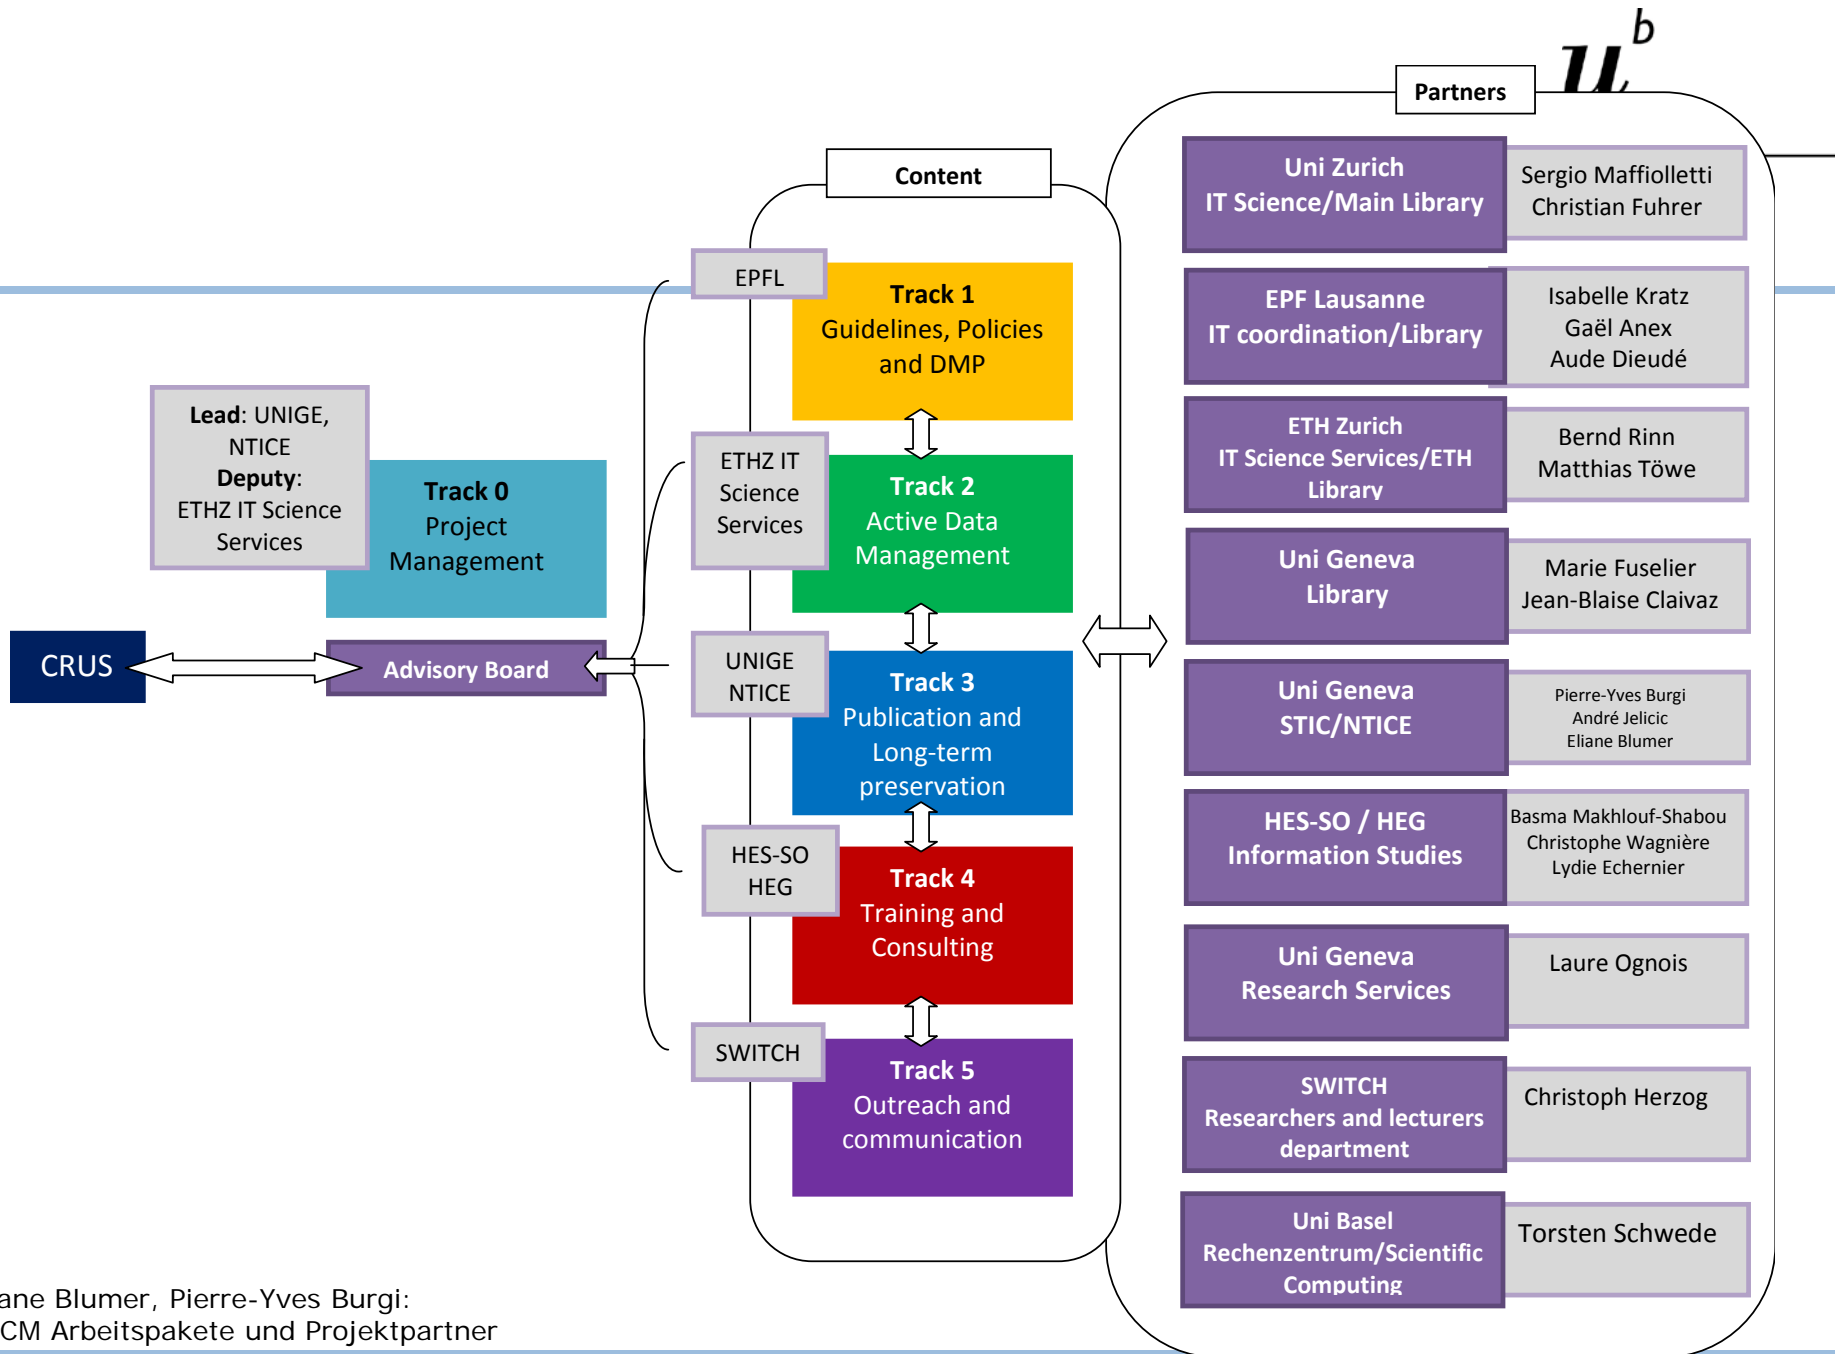 u^b
Partners
Content
Uni Zurich
IT Science/Main Library
Sergio Maffiolletti
Christian Fuhrer
EPF Lausanne
IT coordination/Library
Isabelle Kratz
Gaël Anex
Aude Dieudé
ETH Zurich
IT Science Services/ETH
Library
Bernd Rinn
Matthias Töwe
Uni Geneva
Library
Marie Fuselier
Jean-Blaise Claivaz
Uni Geneva
STIC/NTICE
Pierre-Yves Burgi
André Jelicic
Eliane Blumer
HES-SO / HEG
Information Studies
Basma Makhlouf-Shabou
Christophe Wagnière
Lydie Echernier
Uni Geneva
Research Services
Laure Ognois
SWITCH
Researchers and lecturers
department
Christoph Herzog
Uni Basel
Rechenzentrum/Scientific
Computing
Torsten Schwede
EPFL
Track 1
Guidelines, Policies
and DMP
ETHZ IT
Science
Services
Track 2
Active Data
Management
UNIGE
NTICE
Track 3
Publication and
Long-term
preservation
HES-SO
HEG
Track 4
Training and
Consulting
SWITCH
Track 5
Outreach and
communication
Lead: UNIGE,
NTICE
Deputy:
ETHZ IT Science
Services
Track 0
Project
Management
CRUS
Advisory Board
ane Blumer, Pierre-Yves Burgi:
CM Arbeitspakete und Projektpartner